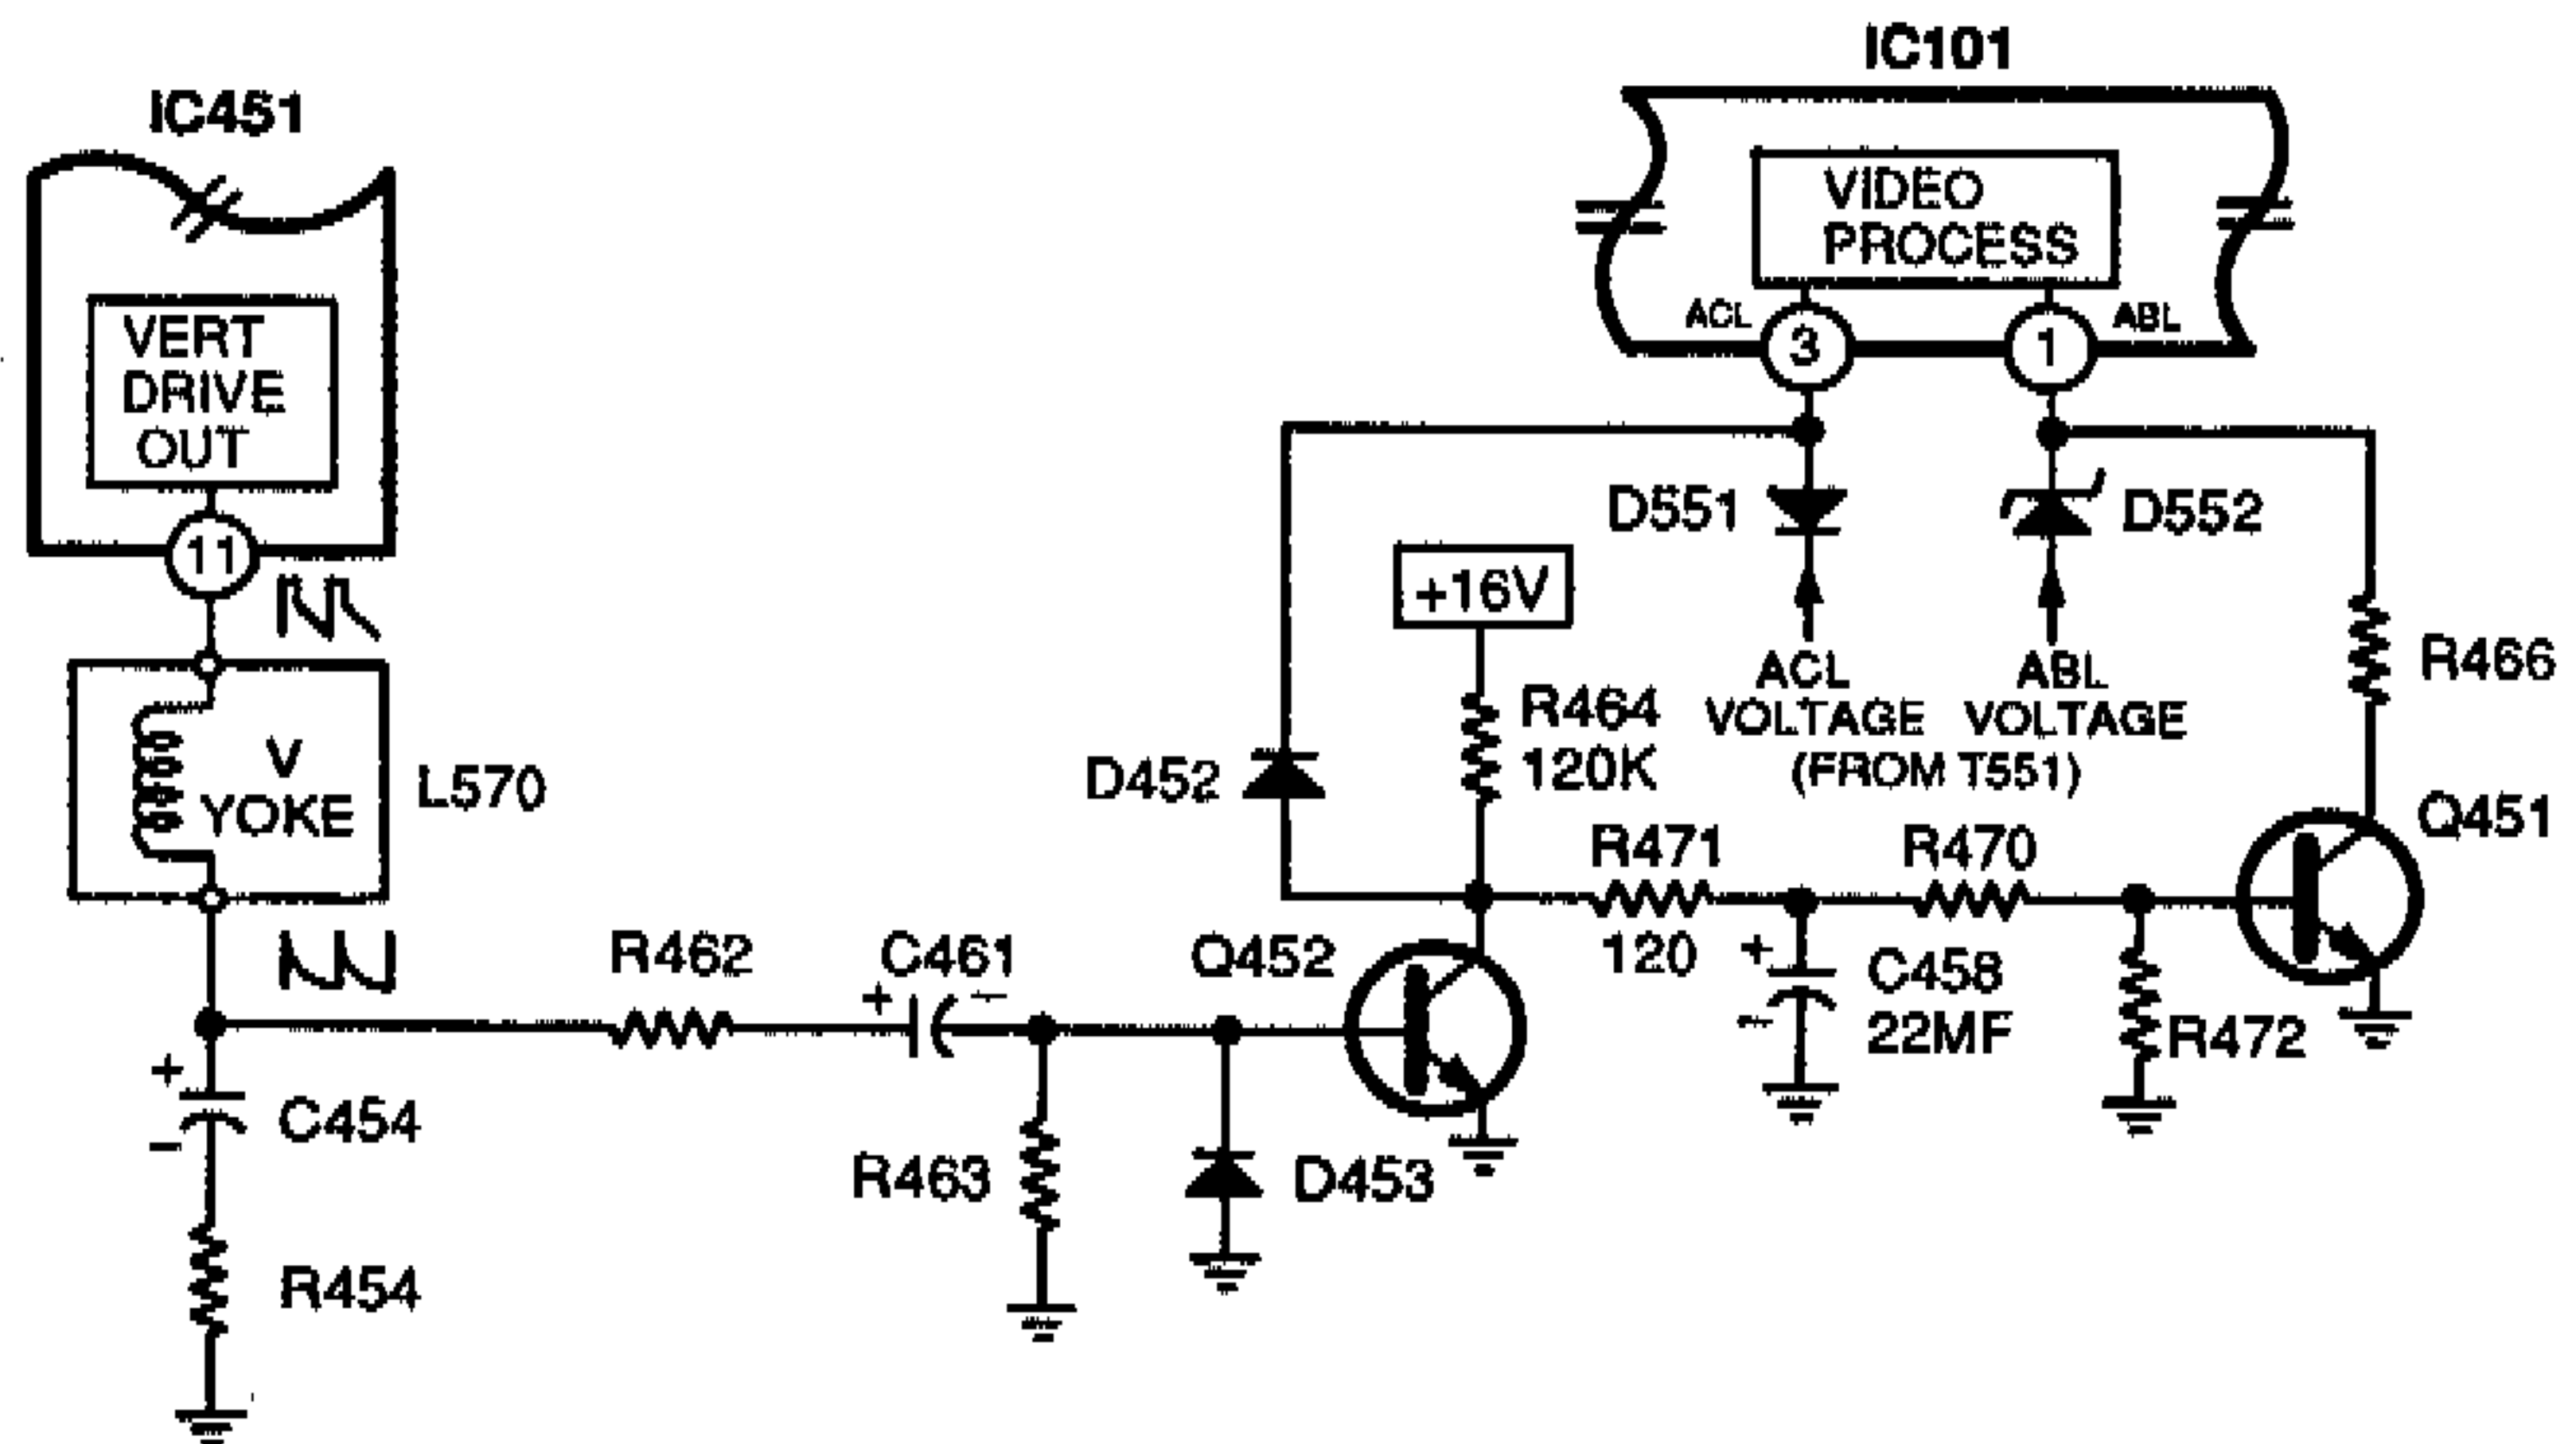 IC451
VERT
DRIVE
OUT
11
V
YOKE
L570
+
C454
-
R454
R462
C461
+ -
R463
D453
Q452
D452
+16V
R464
120K
R471
120
+
C458
22MF
-
R470
R472
Q451
R466
IC101
VIDEO
PROCESS
ACL
3
1
ABL
D551
D552
ACL
VOLTAGE
ABL
VOLTAGE
(FROM T551)